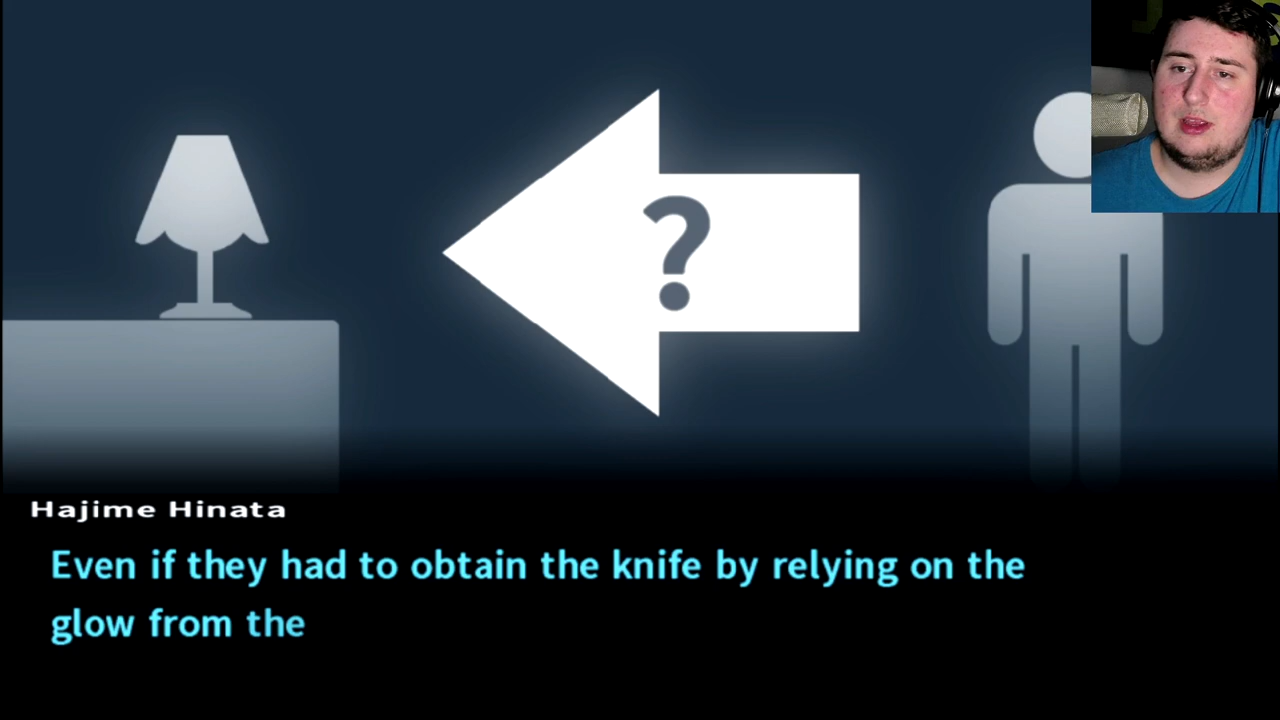 ?
Hajime Hinata
Even if they had to obtain the knife by relying on the
glow from the